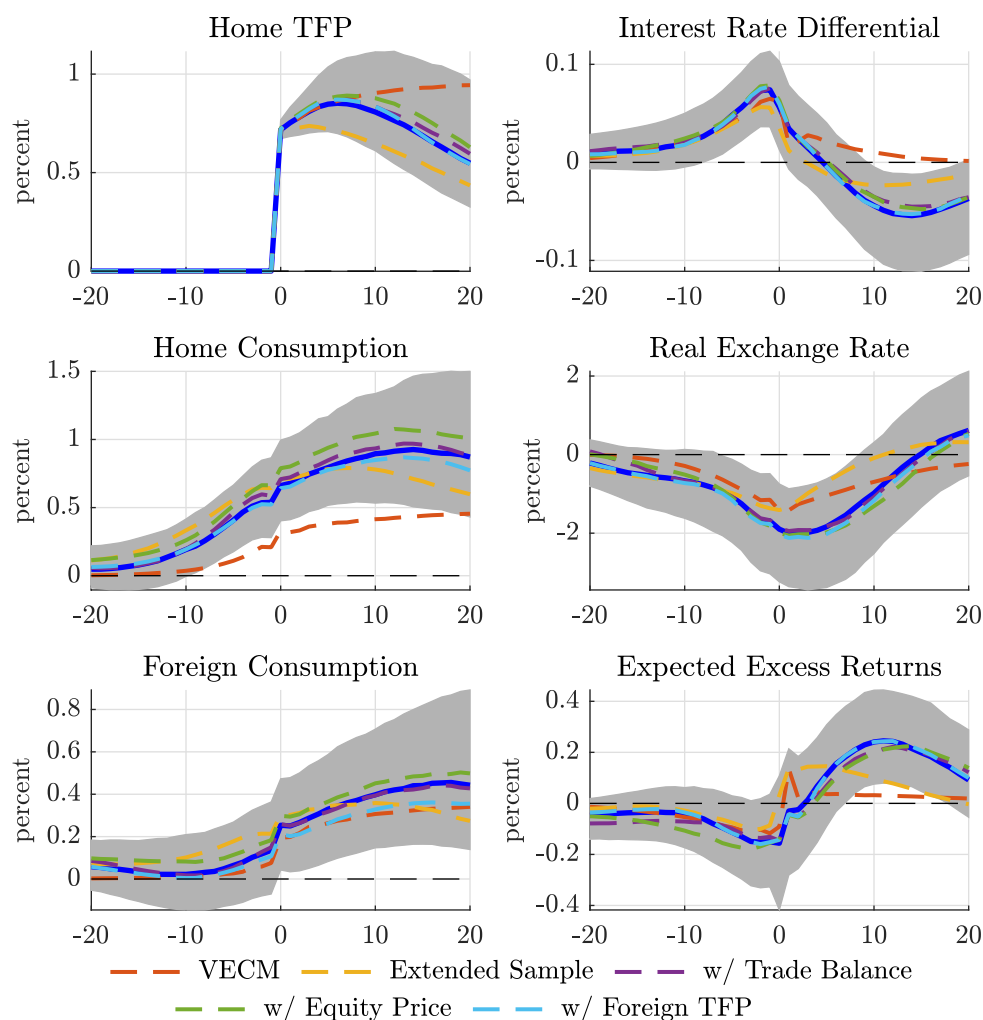 Home TFP
percent
1
0.5
0
-20 -10 0 10 20
Interest Rate Differential
percent
0.1
0
-0.1
-20 -10 0 10 20
Home Consumption
percent
1.5
1
0.5
0
-20 -10 0 10 20
Real Exchange Rate
percent
2
0
-2
-20 -10 0 10 20
Foreign Consumption
percent
0.8
0.6
0.4
0.2
0
-20 -10 0 10 20
Expected Excess Returns
percent
0.4
0.2
0
-0.2
-0.4
-20 -10 0 10 20
VECM Extended Sample w/ Trade Balance
w/ Equity Price w/ Foreign TFP